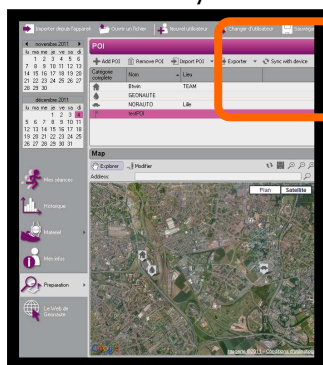 Importer depuis l'appareil Ouvrir un fichier Nouvel utilisateur Changer d'utilisateur Sauvegar
novembre 2011
lu ma me je ve sa di
1 2 3 4 5 6
7 8 9 10 11 12 13
14 15 16 17 18 19 20
21 22 23 24 25 26 27
28 29 30
décembre 2011
lu ma me je ve sa di
1 2 3 4
5 6 7 8 9 10 11
12 13 14 15 16 17 18
19 20 21 22 23 24 25
26 27 28 29 30 31
Mes séances
Historique
Matériel
Mes infos
Preparation
Le Web de Géonaute
POI
Add POI Remove POI Import POI Exporter Sync with device
Catégorie complète Nom Lieu
Btwin TEAM
GEONAUTE
NORAUTO Lille
testPOI
Map
Explorer Modifier
Address:
Plan Satellite
Google